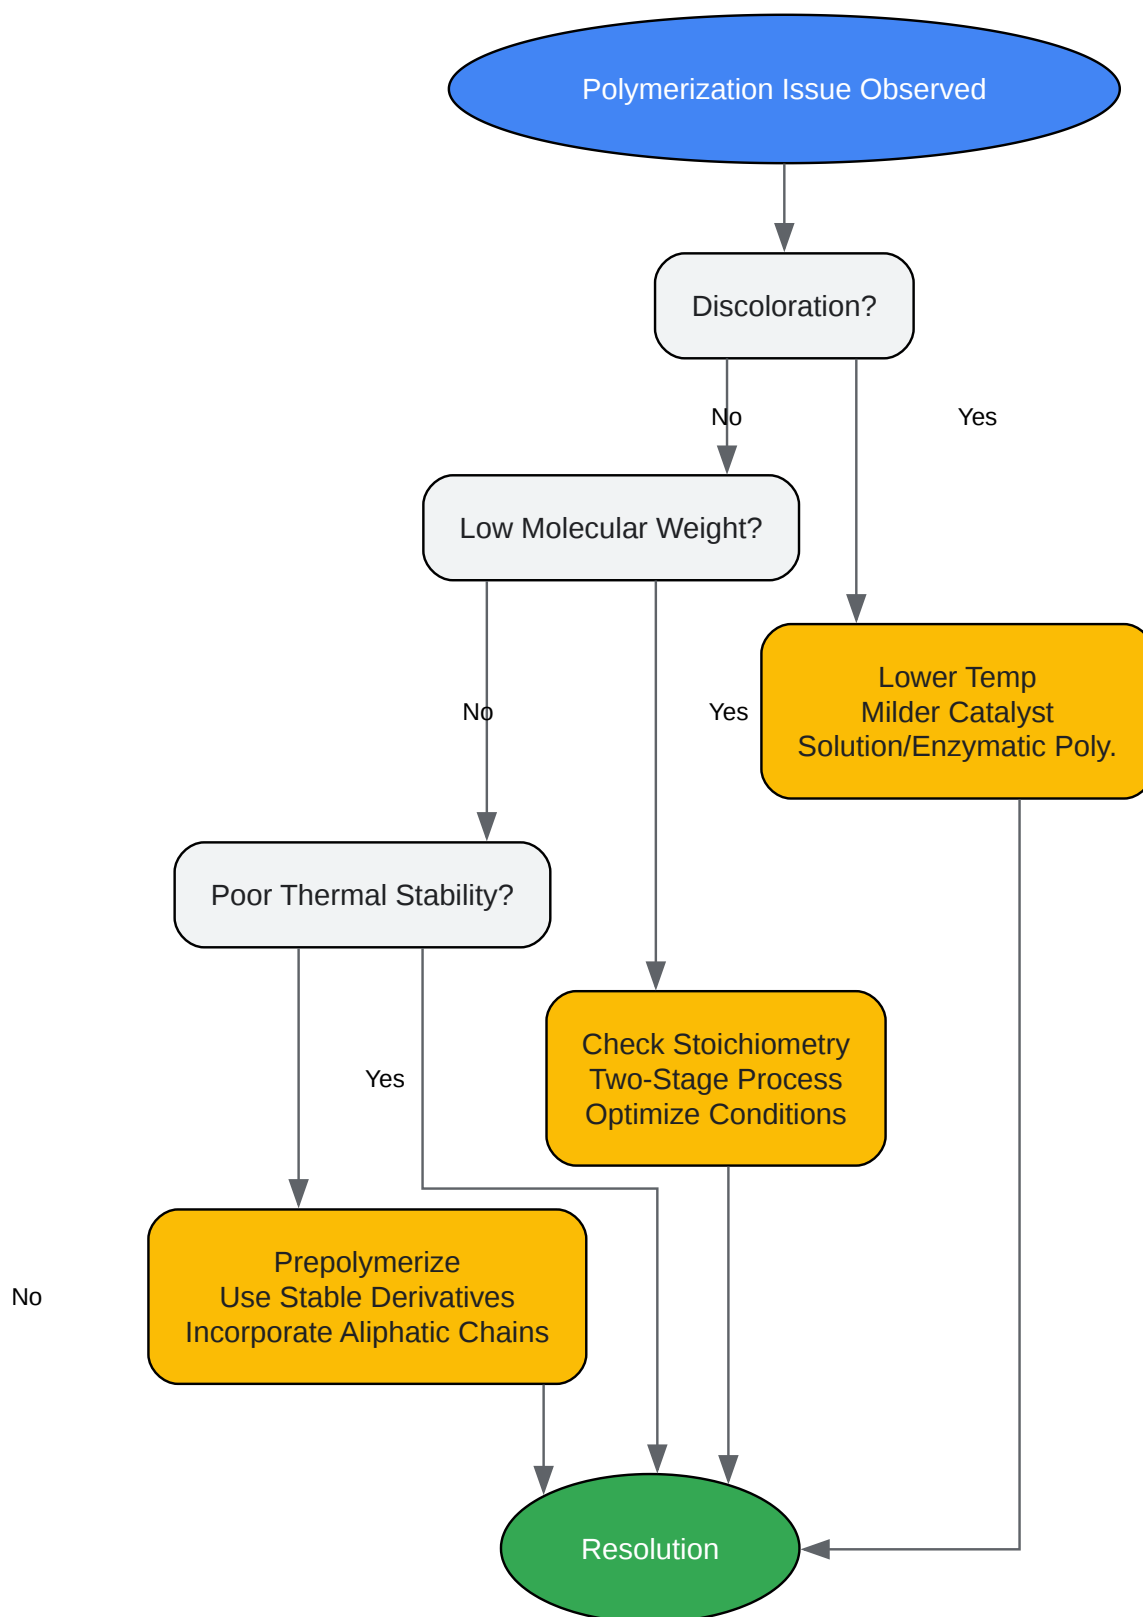 Polymerization Issue Observed
Discoloration?
No
Yes
Low Molecular Weight?
Lower Temp
Milder Catalyst
Solution/Enzymatic Poly.
No
Yes
Poor Thermal Stability?
Check Stoichiometry
Two-Stage Process
Optimize Conditions
Yes
Prepolymerize
Use Stable Derivatives
Incorporate Aliphatic Chains
No
Resolution